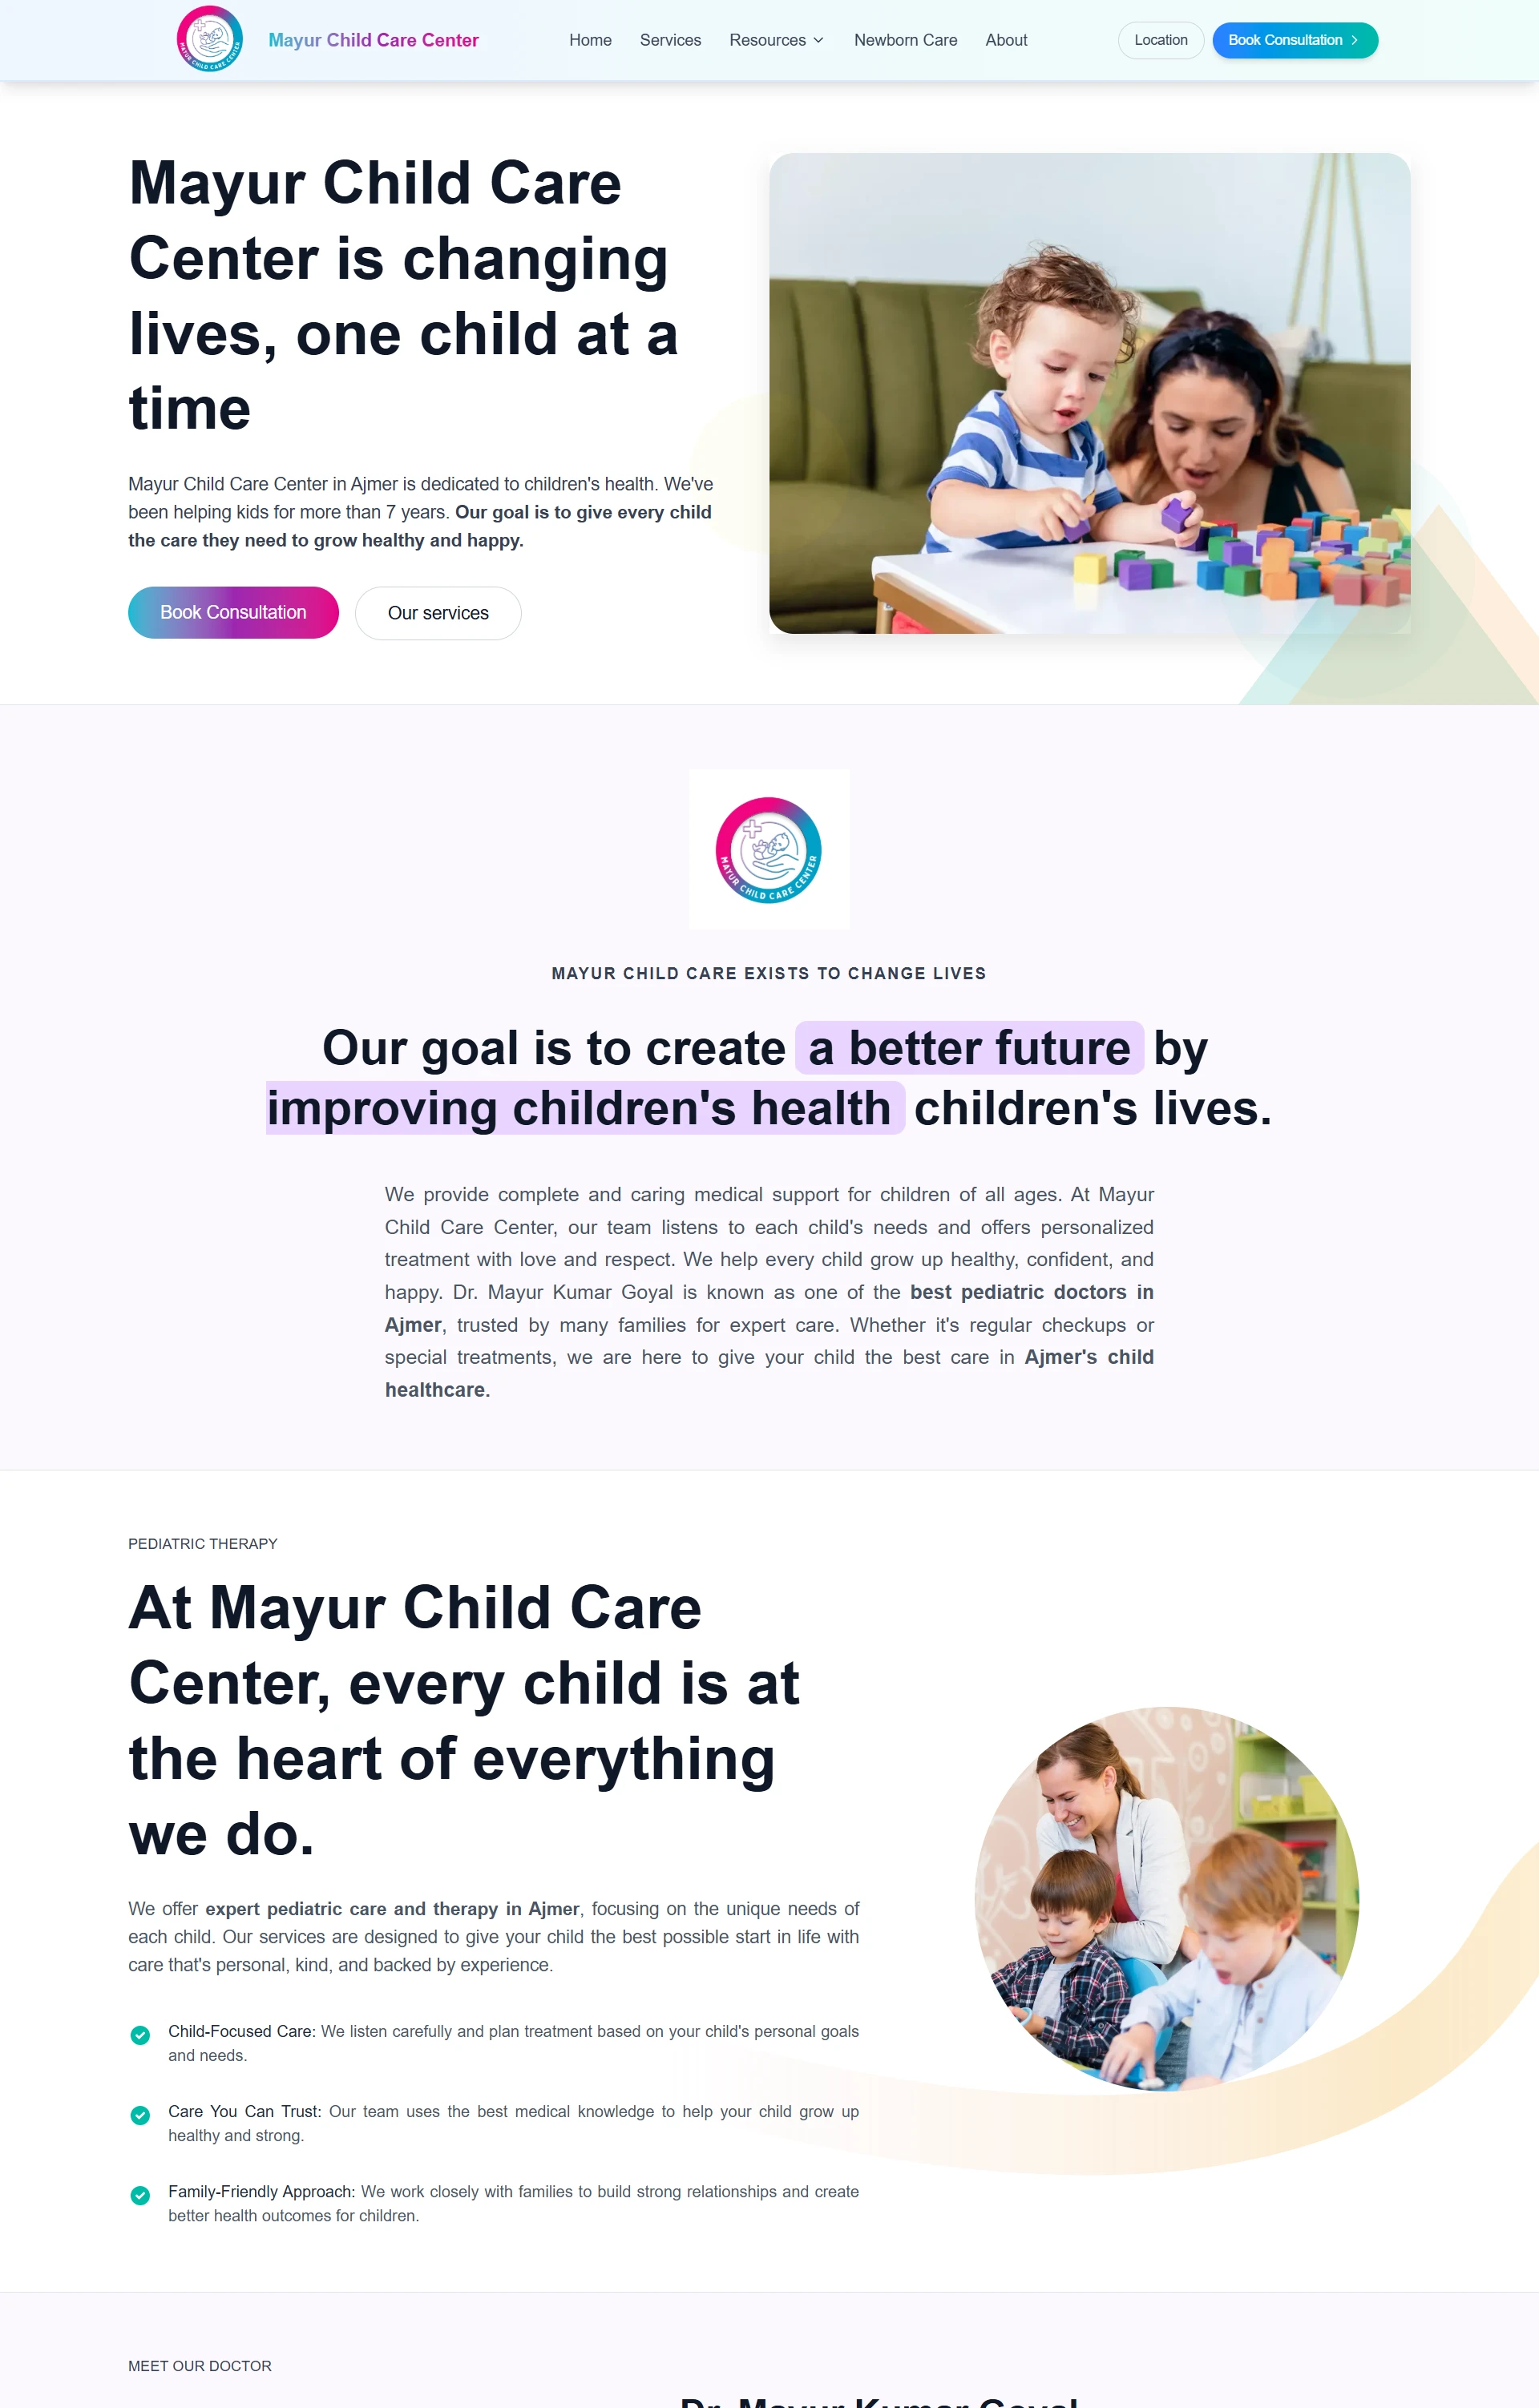 MAYUR CHILD CARE CENTER
Mayur Child Care Center
Home
Services
Resources
Newborn Care
About
Location
Book Consultation
Mayur Child Care
Center is changing
lives, one child at a
time
Mayur Child Care Center in Ajmer is dedicated to children's health. We've
been helping kids for more than 7 years. Our goal is to give every child
the care they need to grow healthy and happy.
Book Consultation
Our services
MAYUR CHILD CARE CENTER
MAYUR CHILD CARE EXISTS TO CHANGE LIVES
Our goal is to create a better future by
improving children's health children's lives.
We provide complete and caring medical support for children of all ages. At Mayur
Child Care Center, our team listens to each child's needs and offers personalized
treatment with love and respect. We help every child grow up healthy, confident, and
happy. Dr. Mayur Kumar Goyal is known as one of the best pediatric doctors in
Ajmer, trusted by many families for expert care. Whether it's regular checkups or
special treatments, we are here to give your child the best care in Ajmer's child
healthcare.
PEDIATRIC THERAPY
At Mayur Child Care
Center, every child is at
the heart of everything
we do.
We offer expert pediatric care and therapy in Ajmer, focusing on the unique needs of
each child. Our services are designed to give your child the best possible start in life with
care that's personal, kind, and backed by experience.
Child-Focused Care: We listen carefully and plan treatment based on your child's personal goals
and needs.
Care You Can Trust: Our team uses the best medical knowledge to help your child grow up
healthy and strong.
Family-Friendly Approach: We work closely with families to build strong relationships and create
better health outcomes for children.
MEET OUR DOCTOR
Dr. Mayur Kumar Goyal